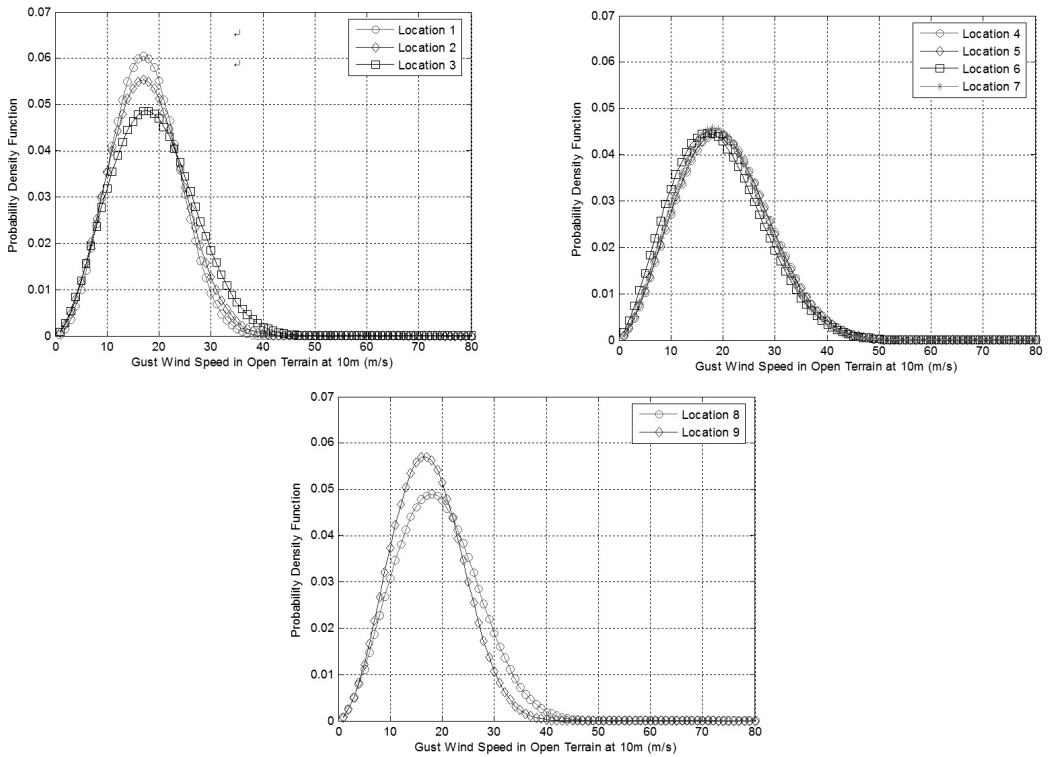 0.07
0.06
0.05
0.04
0.03
0.02
0.01
0
Probability Density Function
0 10 20 30 40 50 60 70 80
Gust Wind Speed in Open Terrain at 10m (m/s)
Location 1
Location 2
Location 3
↵
↵
0.07
0.06
0.05
0.04
0.03
0.02
0.01
0
Probability Density Function
0 10 20 30 40 50 60 70 80
Gust Wind Speed in Open Terrain at 10m (m/s)
Location 4
Location 5
Location 6
Location 7
0.07
0.06
0.05
0.04
0.03
0.02
0.01
0
Probability Density Function
0 10 20 30 40 50 60 70 80
Gust Wind Speed in Open Terrain at 10m (m/s)
Location 8
Location 9